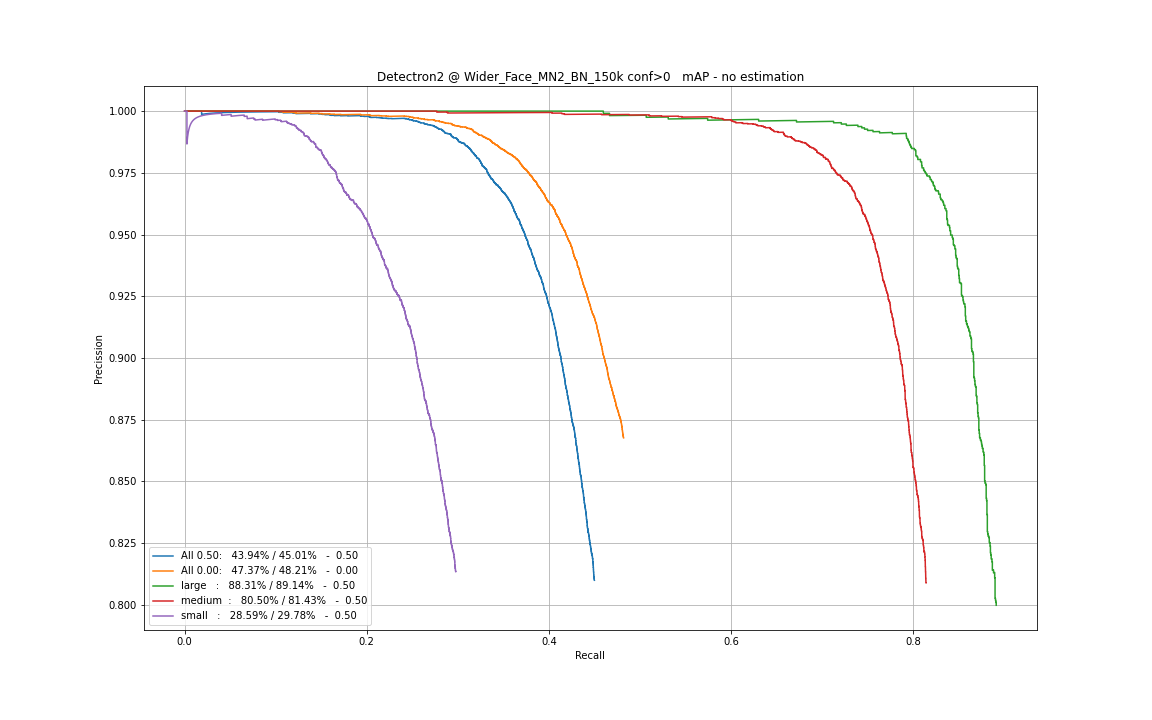 Detectron2 @ Wider_Face_MN2_BN_150k conf>0   mAP - no estimation
1.000
0.975
0.950
0.925
0.900
0.875
0.850
0.825
0.800
Precission
All 0.50:   43.94% / 45.01%   -  0.50
All 0.00:   47.37% / 48.21%   -  0.00
large   :   88.31% / 89.14%   -  0.50
medium  :   80.50% / 81.43%   -  0.50
small   :   28.59% / 29.78%   -  0.50
0.0 0.2 0.4 0.6 0.8
Recall